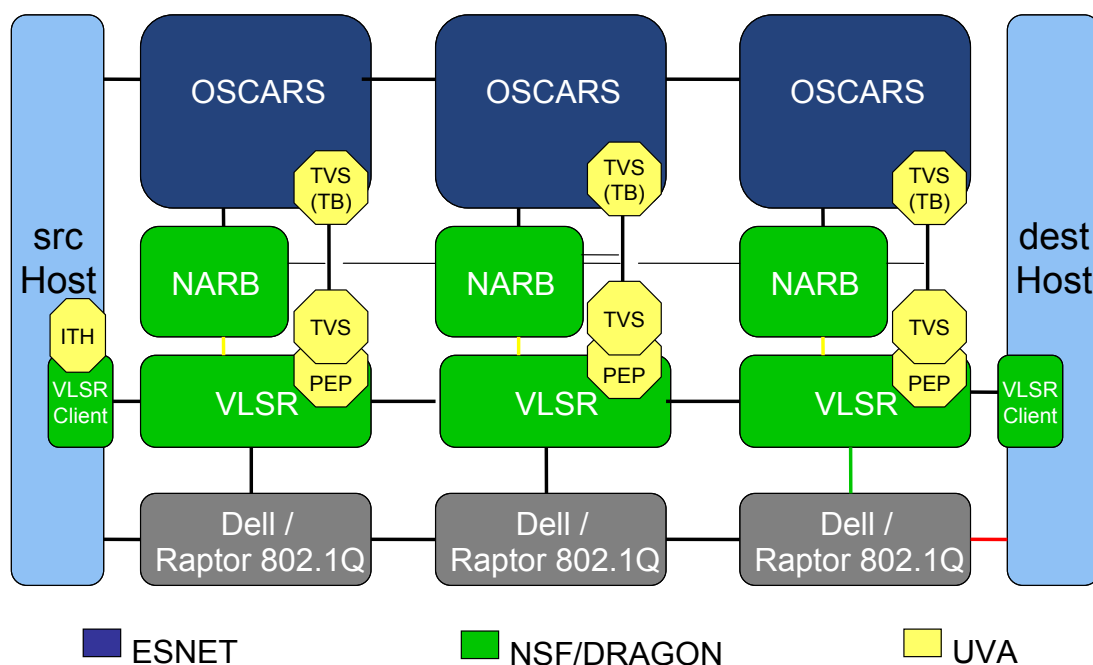 OSCARS
OSCARS
OSCARS
TVS
(TB)
TVS
(TB)
TVS
(TB)
src
Host
dest
Host
NARB
NARB
NARB
ITH
TVS
TVS
TVS
PEP
PEP
PEP
VLSR
Client
VLSR
VLSR
VLSR
VLSR
Client
Dell /
Raptor 802.1Q
Dell /
Raptor 802.1Q
Dell /
Raptor 802.1Q
ESNET
NSF/DRAGON
UVA